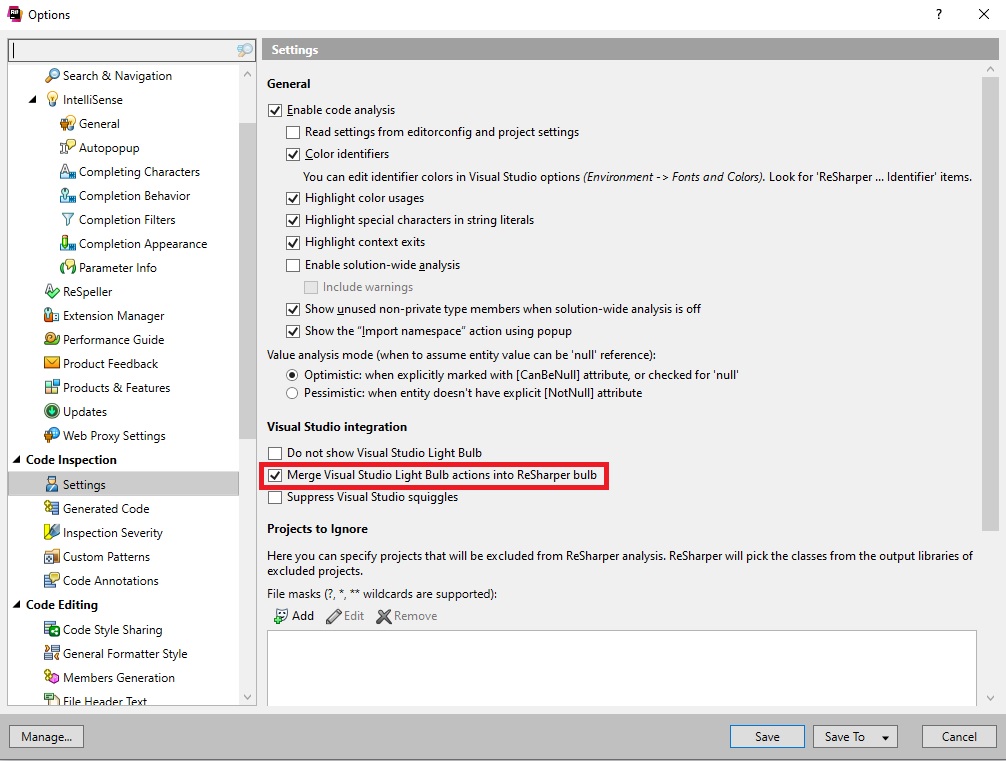 Options
?
Search & Navigation
IntelliSense
General
Autopopup
Completing Characters
Completion Behavior
Completion Filters
Completion Appearance
Parameter Info
ReSpeller
Extension Manager
Performance Guide
Product Feedback
Products & Features
Updates
Web Proxy Settings
Code Inspection
Settings
Generated Code
Inspection Severity
Custom Patterns
Code Annotations
Code Editing
Code Style Sharing
General Formatter Style
Members Generation
File Header Text
Settings
General
Enable code analysis
Read settings from editorconfig and project settings
Color identifiers
You can edit identifier colors in Visual Studio options (Environment -> Fonts and Colors). Look for 'ReSharper ... Identifier' items.
Highlight color usages
Highlight special characters in string literals
Highlight context exits
Enable solution-wide analysis
Include warnings
Show unused non-private type members when solution-wide analysis is off
Show the “Import namespace” action using popup
Value analysis mode (when to assume entity value can be 'null' reference):
Optimistic: when explicitly marked with [CanBeNull] attribute, or checked for 'null'
Pessimistic: when entity doesn't have explicit [NotNull] attribute
Visual Studio integration
Do not show Visual Studio Light Bulb
Merge Visual Studio Light Bulb actions into ReSharper bulb
Suppress Visual Studio squiggles
Projects to Ignore
Here you can specify projects that will be excluded from ReSharper analysis. ReSharper will pick the classes from the output libraries of
excluded projects.
File masks (?, *, ** wildcards are supported):
Add Edit Remove
Manage... Save Save To Cancel